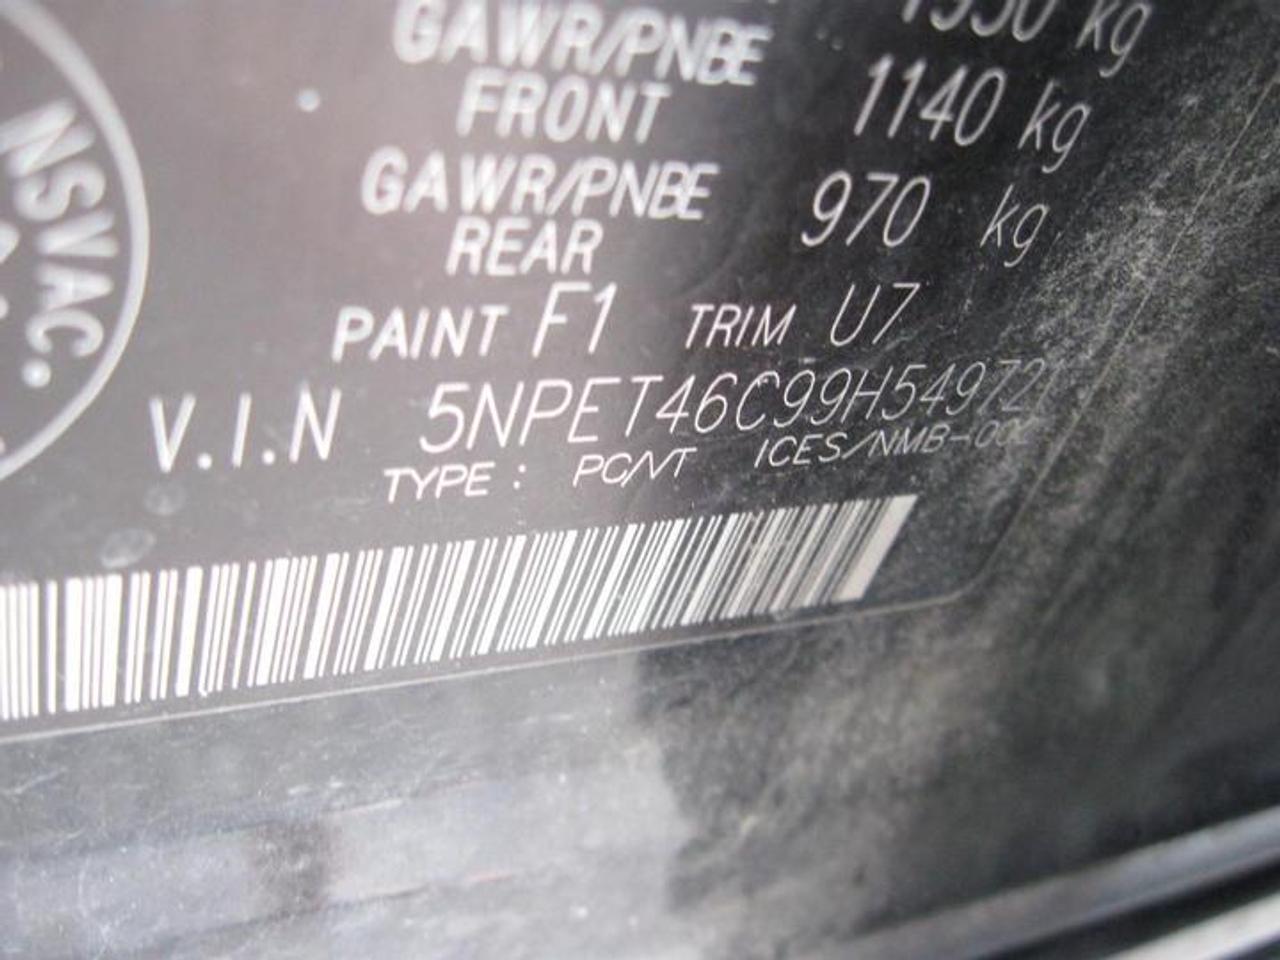 GAWR/PNBE
FRONT 1140 kg
GAWR/PNBE
REAR 970 kg
PAINT F1 TRIM U7
V.I.N 5NPET46C99H54972
TYPE : PC/VT ICES/NMB-002
NSVAC.